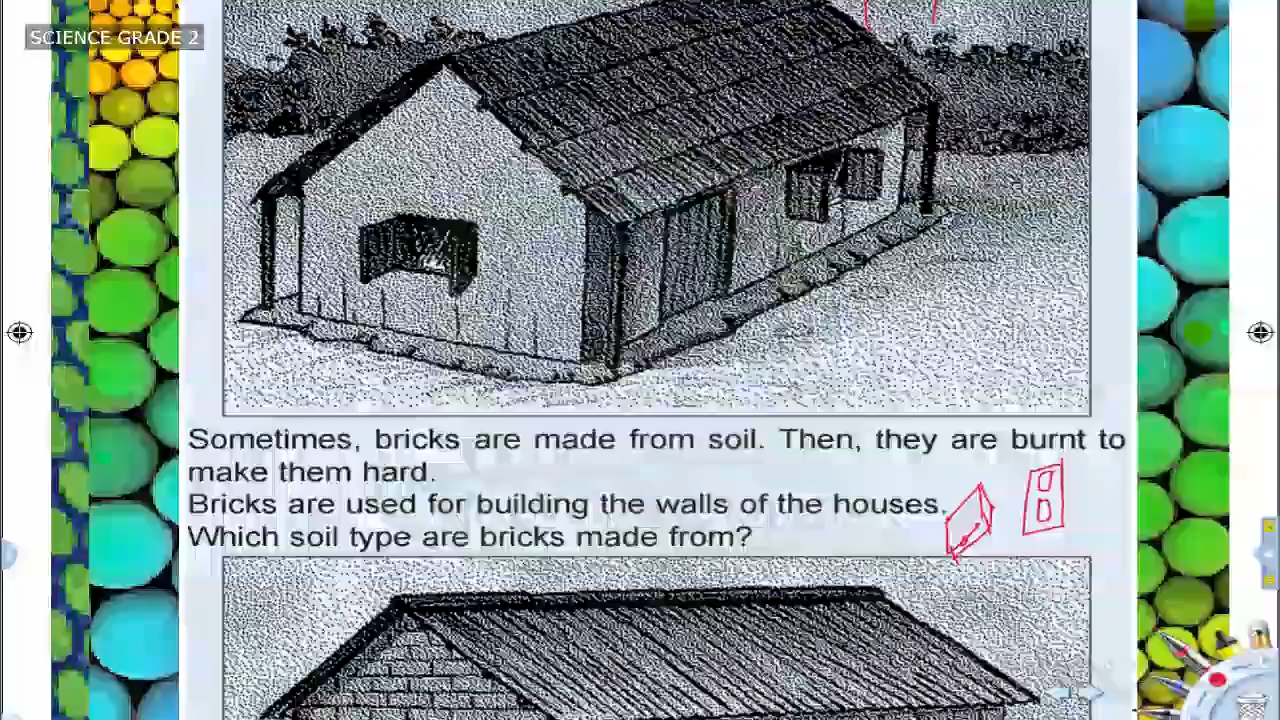 SCIENCE GRADE 2
Sometimes, bricks are made from soil. Then, they are burnt to
make them hard.
Bricks are used for building the walls of the houses.
Which soil type are bricks made from?